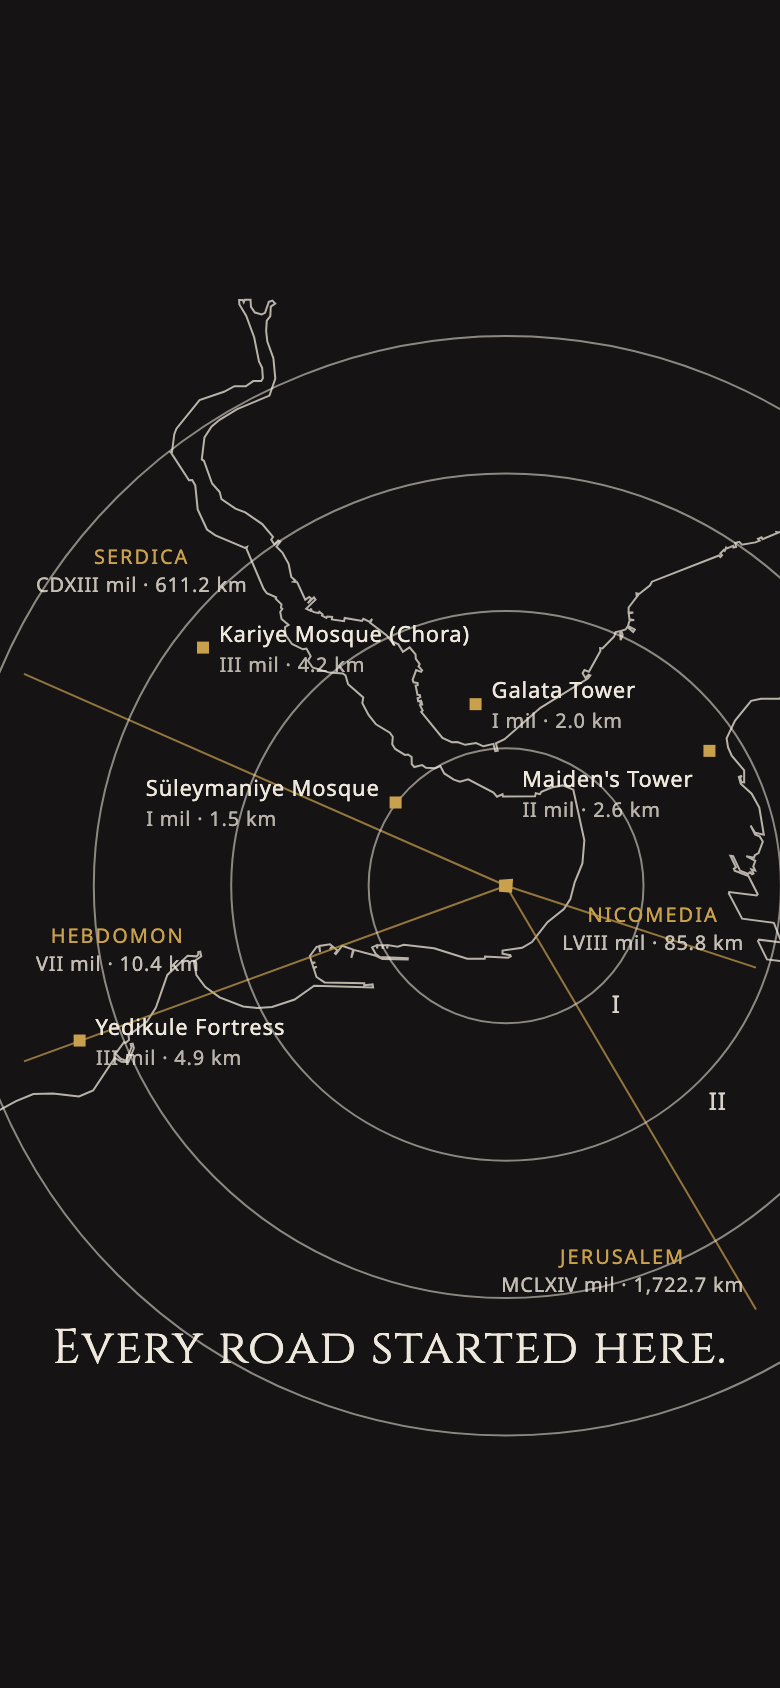 SERDICA
CDXIII mil · 611.2 km
Kariye Mosque (Chora)
III mil · 4.2 km
Galata Tower
I mil · 2.0 km
Süleymaniye Mosque
I mil · 1.5 km
Maiden's Tower
II mil · 2.6 km
NICOMEDIA
LVIII mil · 85.8 km
HEBDOMON
VII mil · 10.4 km
I
Yedikule Fortress
III mil · 4.9 km
II
JERUSALEM
MCLXIV mil · 1,722.7 km
Every road started here.